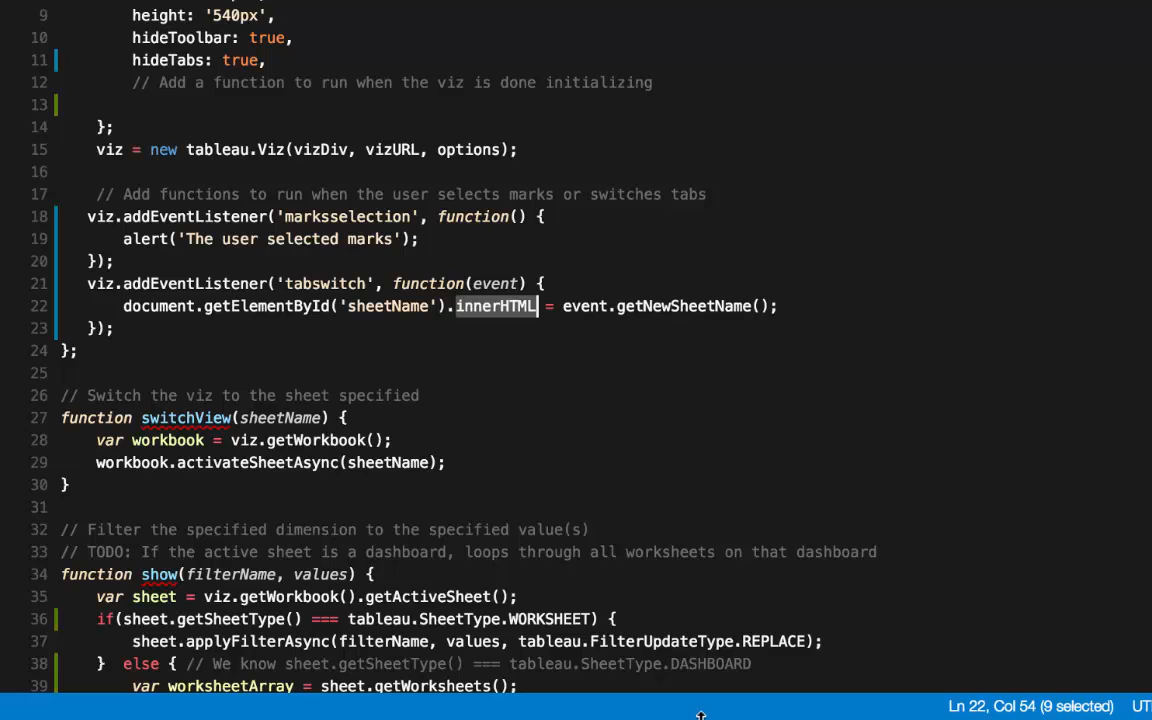 9 height: '540px',
10 hideToolbar: true,
11 hideTabs: true,
12 // Add a function to run when the viz is done initializing
13
14 };
15 viz = new tableau.Viz(vizDiv, vizURL, options);
16
17 // Add functions to run when the user selects marks or switches tabs
18 viz.addEventListener('marksselection', function() {
19 alert('The user selected marks');
20 });
21 viz.addEventListener('tabswitch', function(event) {
22 document.getElementById('sheetName').innerHTML = event.getNewSheetName();
23 });
24 };
25
26 // Switch the viz to the sheet specified
27 function switchView(sheetName) {
28 var workbook = viz.getWorkbook();
29 workbook.activateSheetAsync(sheetName);
30 }
31
32 // Filter the specified dimension to the specified value(s)
33 // TODO: If the active sheet is a dashboard, loops through all worksheets on that dashboard
34 function show(filterName, values) {
35 var sheet = viz.getWorkbook().getActiveSheet();
36 if(sheet.getSheetType() === tableau.SheetType.WORKSHEET) {
37 sheet.applyFilterAsync(filterName, values, tableau.FilterUpdateType.REPLACE);
38 } else { // We know sheet.getSheetType() === tableau.SheetType.DASHBOARD
39 var worksheetArray = sheet.getWorksheets();
Ln 22, Col 54 (9 selected) UT